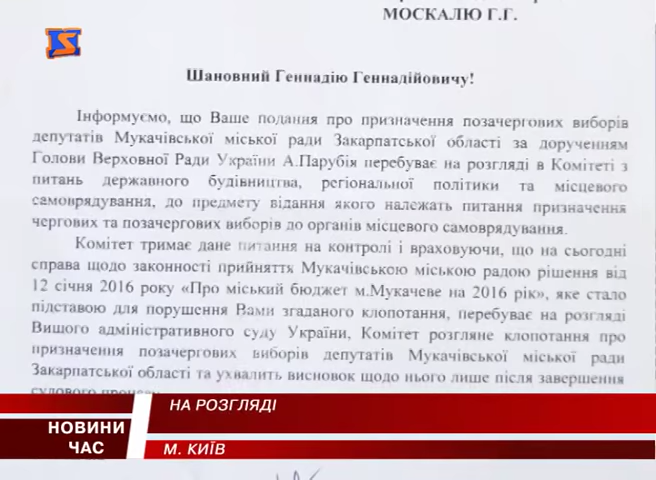 МОСКАЛЮ Г.Г.
Шановний Геннадію Геннадійовичу!
Інформуємо, що Ваше подання про призначення позачергових виборів
депутатів Мукачівської міської ради Закарпатської області за дорученням
Голови Верховної Ради України А.Парубія перебуває на розгляді в Комітеті з
питань державного будівництва, регіональної політики та місцевого
самоврядування, до предмету відання якого належать питання призначення
чергових та позачергових виборів до органів місцевого самоврядування.
Комітет тримає дане питання на контролі і враховуючи, що на сьогодні
справа щодо законності прийняття Мукачівською міською радою рішення від
12 січня 2016 року «Про міський бюджет м.Мукачеве на 2016 рік», яке стало
підставою для порушення Вами згаданого клопотання, перебуває на розгляді
Вищого адміністративного суду України, Комітет розгляне клопотання про
призначення позачергових виборів депутатів Мукачівської міської ради
Закарпатської області та ухвалить висновок щодо нього лише після завершення
НА РОЗГЛЯДІ
НОВИНИ
ЧАС
М. КИЇВ